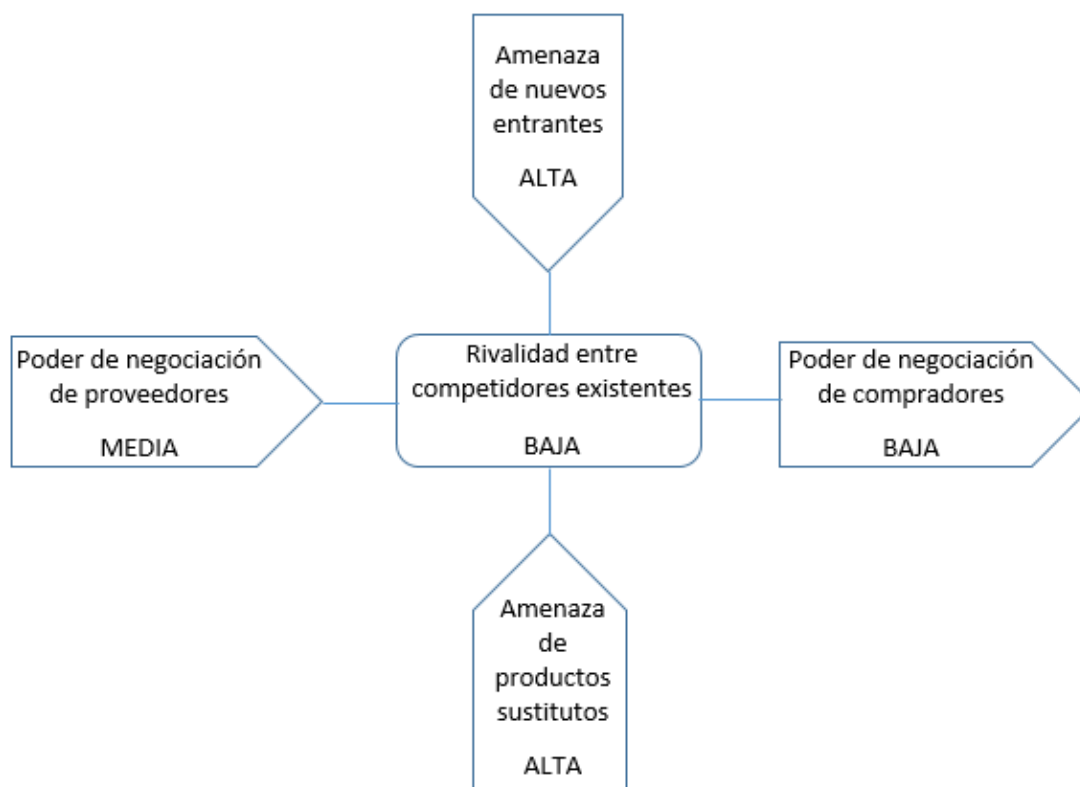 Amenaza
de nuevos
entrantes
ALTA
Poder de negociación
de proveedores
MEDIA
Rivalidad entre
competidores existentes
BAJA
Poder de negociación
de compradores
BAJA
Amenaza
de
productos
sustitutos
ALTA